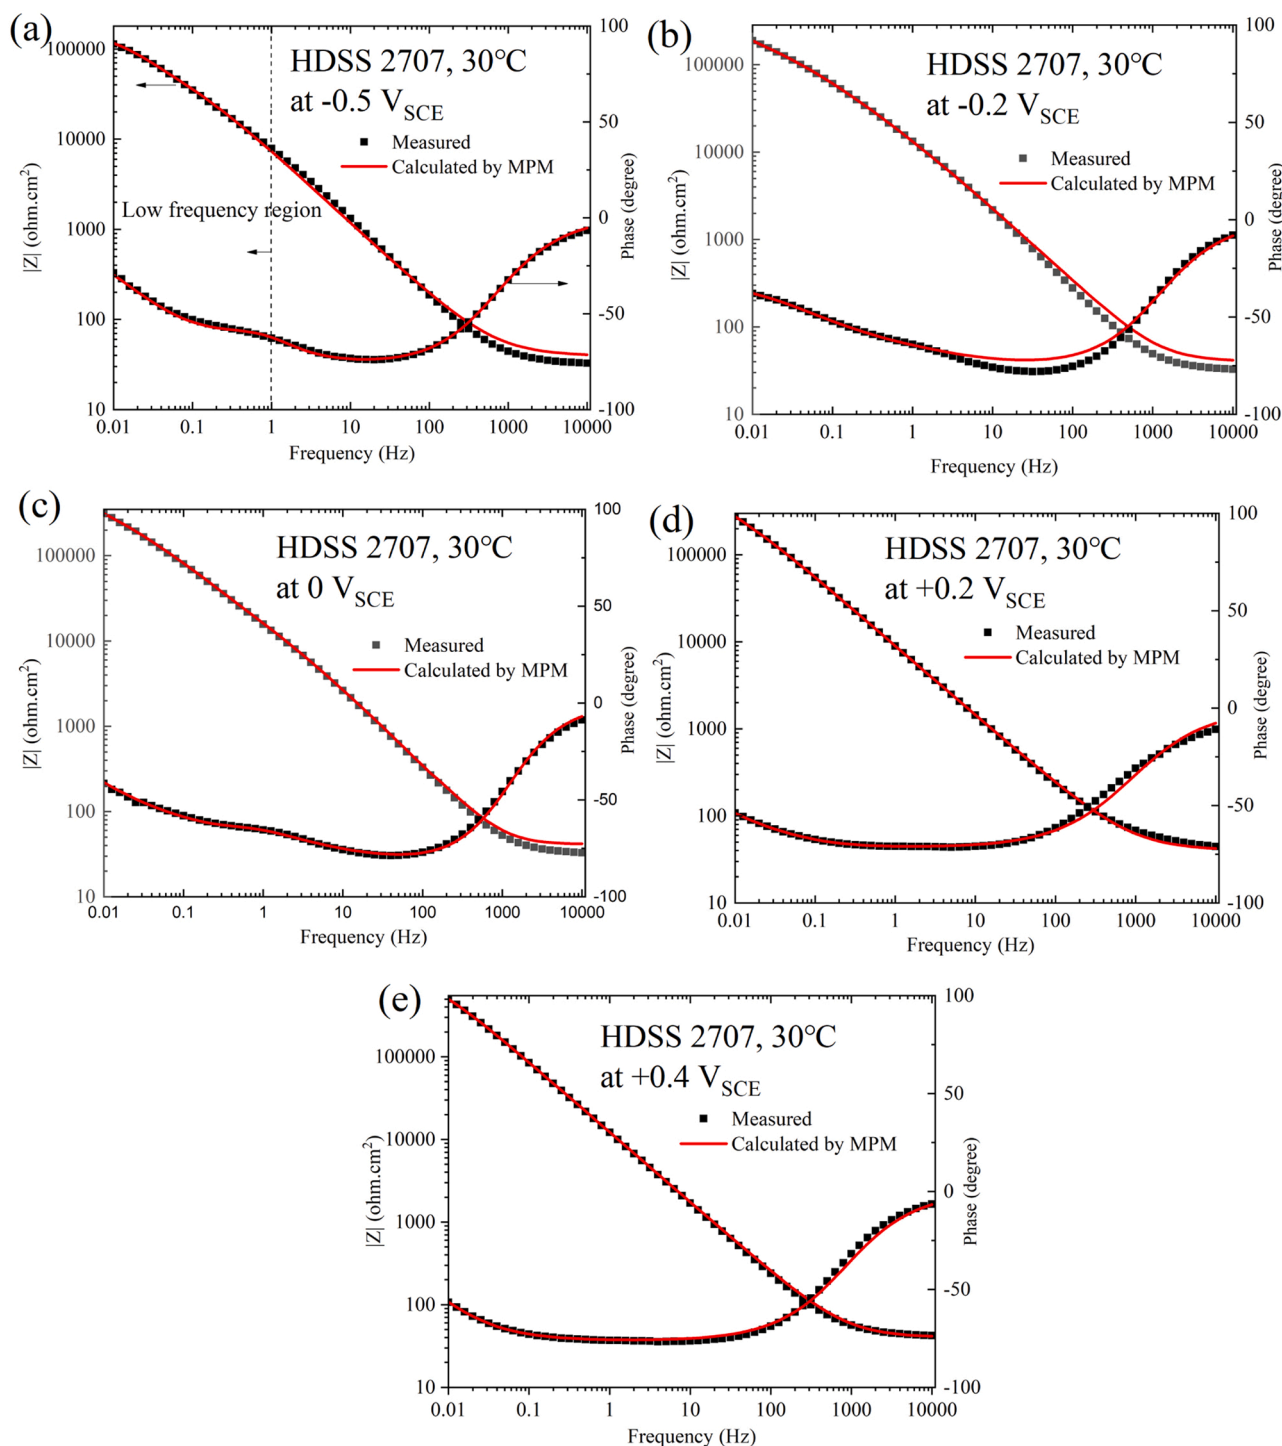 (a)
HDSS 2707, 30°C
at -0.5 V_SCE
Measured
Calculated by MPM
Low frequency region
100000
10000
1000
100
10
|Z| (ohm.cm²)
0.01 0.1 1 10 100 1000 10000
Frequency (Hz)
100
50
0
-50
-100
Phase (degree)
(b)
HDSS 2707, 30°C
at -0.2 V_SCE
Measured
Calculated by MPM
100000
10000
1000
100
10
|Z| (ohm.cm²)
0.01 0.1 1 10 100 1000 10000
Frequency (Hz)
100
50
0
-50
-100
Phase (degree)
(c)
HDSS 2707, 30°C
at 0 V_SCE
Measured
Calculated by MPM
100000
10000
1000
100
10
|Z| (ohm.cm²)
0.01 0.1 1 10 100 1000 10000
Frequency (Hz)
100
50
0
-50
-100
Phase (degree)
(d)
HDSS 2707, 30°C
at +0.2 V_SCE
Measured
Calculated by MPM
100000
10000
1000
100
10
|Z| (ohm.cm²)
0.01 0.1 1 10 100 1000 10000
Frequency (Hz)
100
50
0
-50
-100
Phase (degree)
(e)
HDSS 2707, 30°C
at +0.4 V_SCE
Measured
Calculated by MPM
100000
10000
1000
100
10
|Z| (ohm.cm²)
0.01 0.1 1 10 100 1000 10000
Frequency (Hz)
100
50
0
-50
-100
Phase (degree)